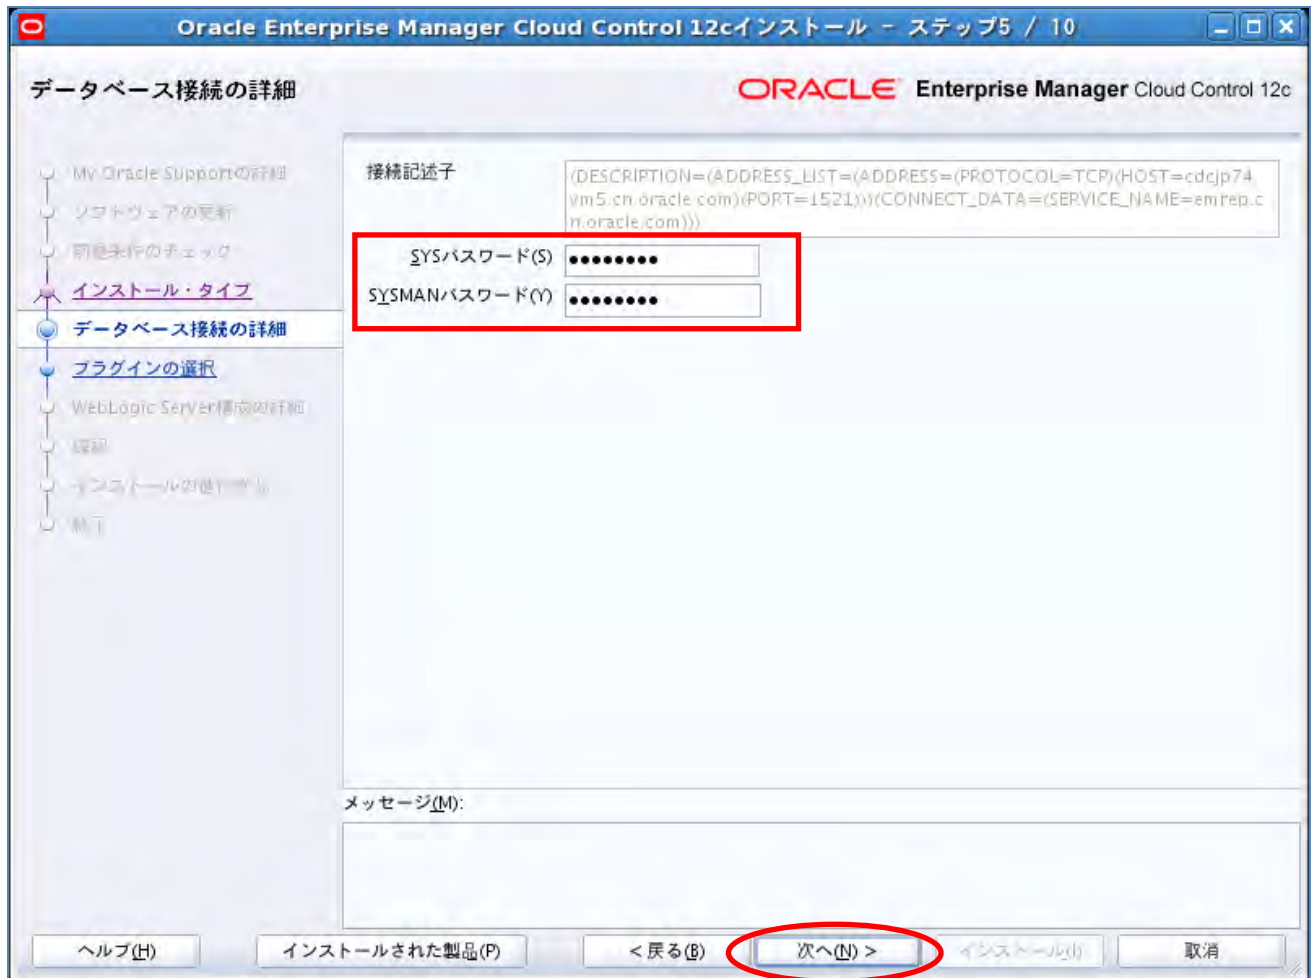 Oracle Enterprise Manager Cloud Control 12cインストール - ステップ5 / 10
データベース接続の詳細
ORACLE Enterprise Manager Cloud Control 12c
My Oracle Supportの詳細
ソフトウェアの更新
前提条件のチェック
インストール・タイプ
データベース接続の詳細
プラグインの選択
WebLogic Server構成の詳細
確認
インストールの進行状況
終了
接続記述子
(DESCRIPTION=(ADDRESS_LIST=(ADDRESS=(PROTOCOL=TCP)(HOST=cdcjp74
vm5.cn.oracle.com)(PORT=1521)))(CONNECT_DATA=(SERVICE_NAME=emrep.c
n.oracle.com)))
SYSパスワード(S) ●●●●●●●●
SYSMANパスワード(Y) ●●●●●●●●
メッセージ(M):
ヘルプ(H) インストールされた製品(P) < 戻る(B) 次へ(N) > インストール(I) 取消